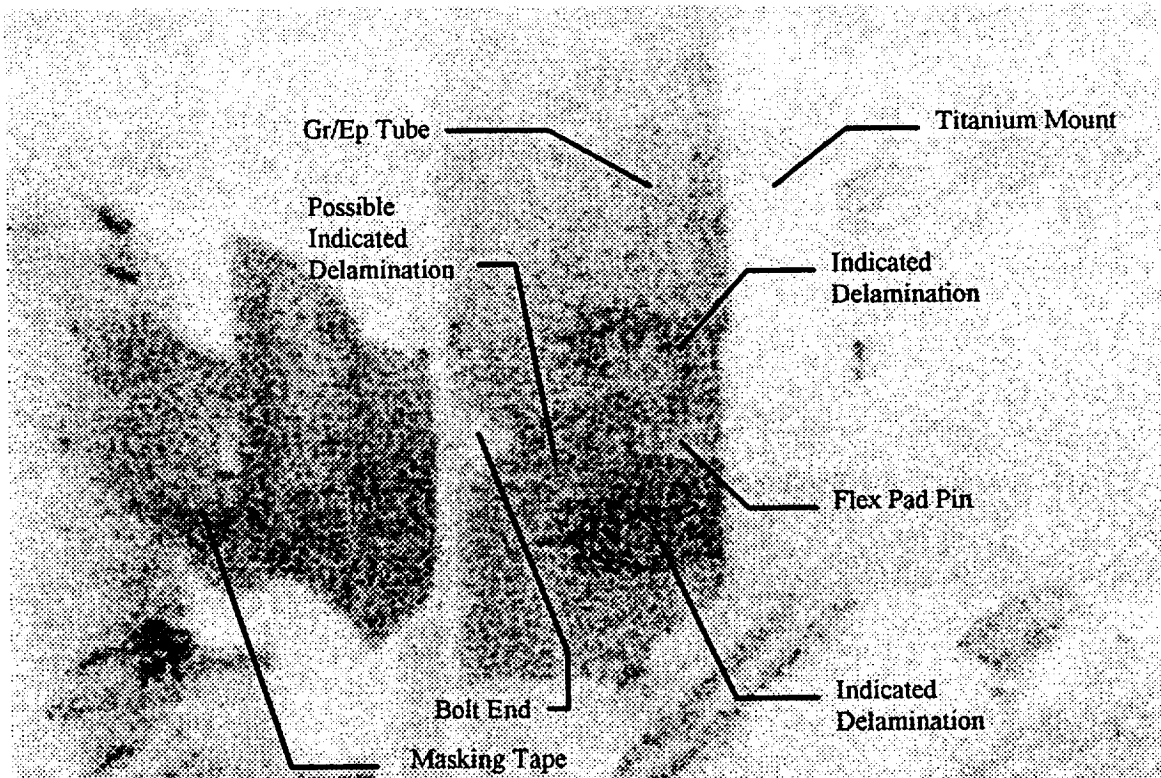 Gr/Ep Tube
Titanium Mount
Possible
Indicated
Delamination
Indicated
Delamination
Flex Pad Pin
Indicated
Delamination
Bolt End
Masking Tape